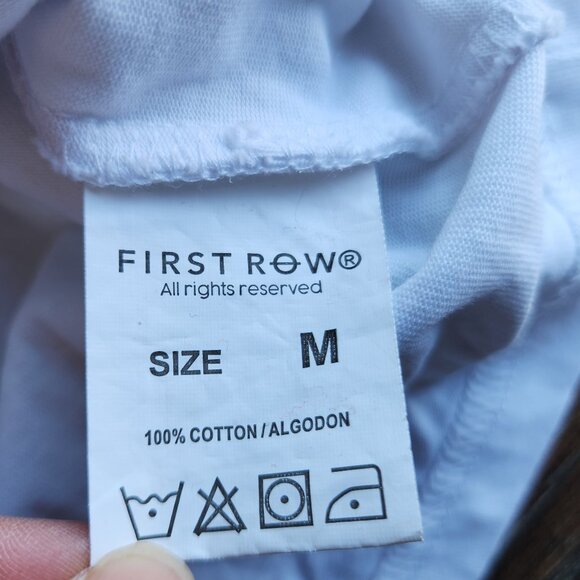 FIRST ROW®
All rights reserved
SIZE M
100% COTTON/ALGODON